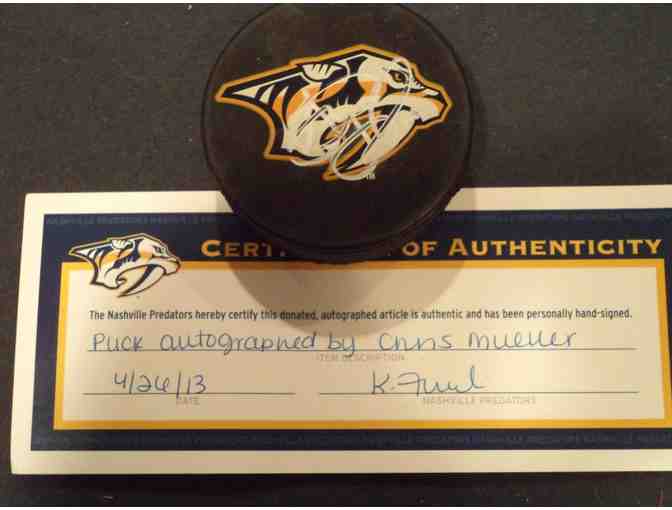 CERT OF AUTHENTICITY
The Nashville Predators hereby certify this donated, autographed article is authentic and has been personally hand-signed.
Puck autographed by Chris Mueller
ITEM DESCRIPTION
4/26/13
DATE
NASHVILLE PREDATORS